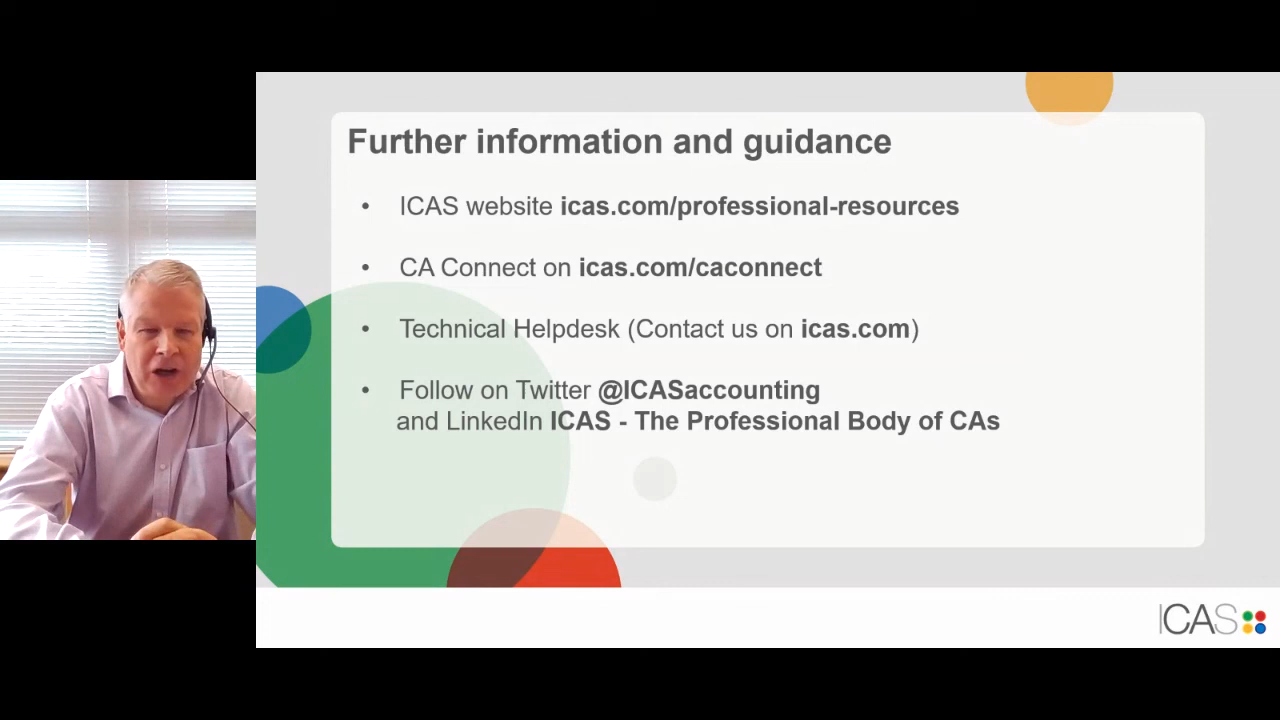 Further information and guidance
• ICAS website icas.com/professional-resources
• CA Connect on icas.com/caconnect
• Technical Helpdesk (Contact us on icas.com)
• Follow on Twitter @ICASaccounting
and LinkedIn ICAS - The Professional Body of CAs
ICAS